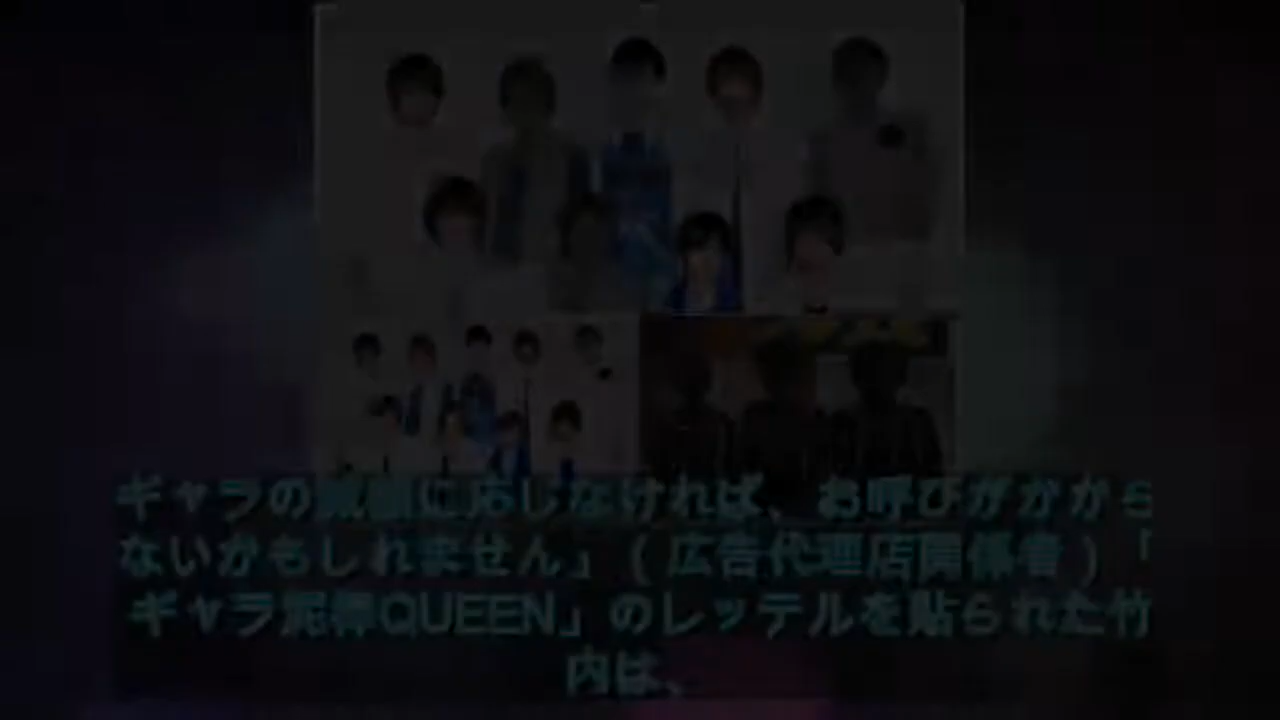 ギャラの減額に応じなければ、お呼びがかから
ないかもしれません」(広告代理店関係者)「
ギャラ泥棒QUEEN」のレッテルを貼られた竹
内は、